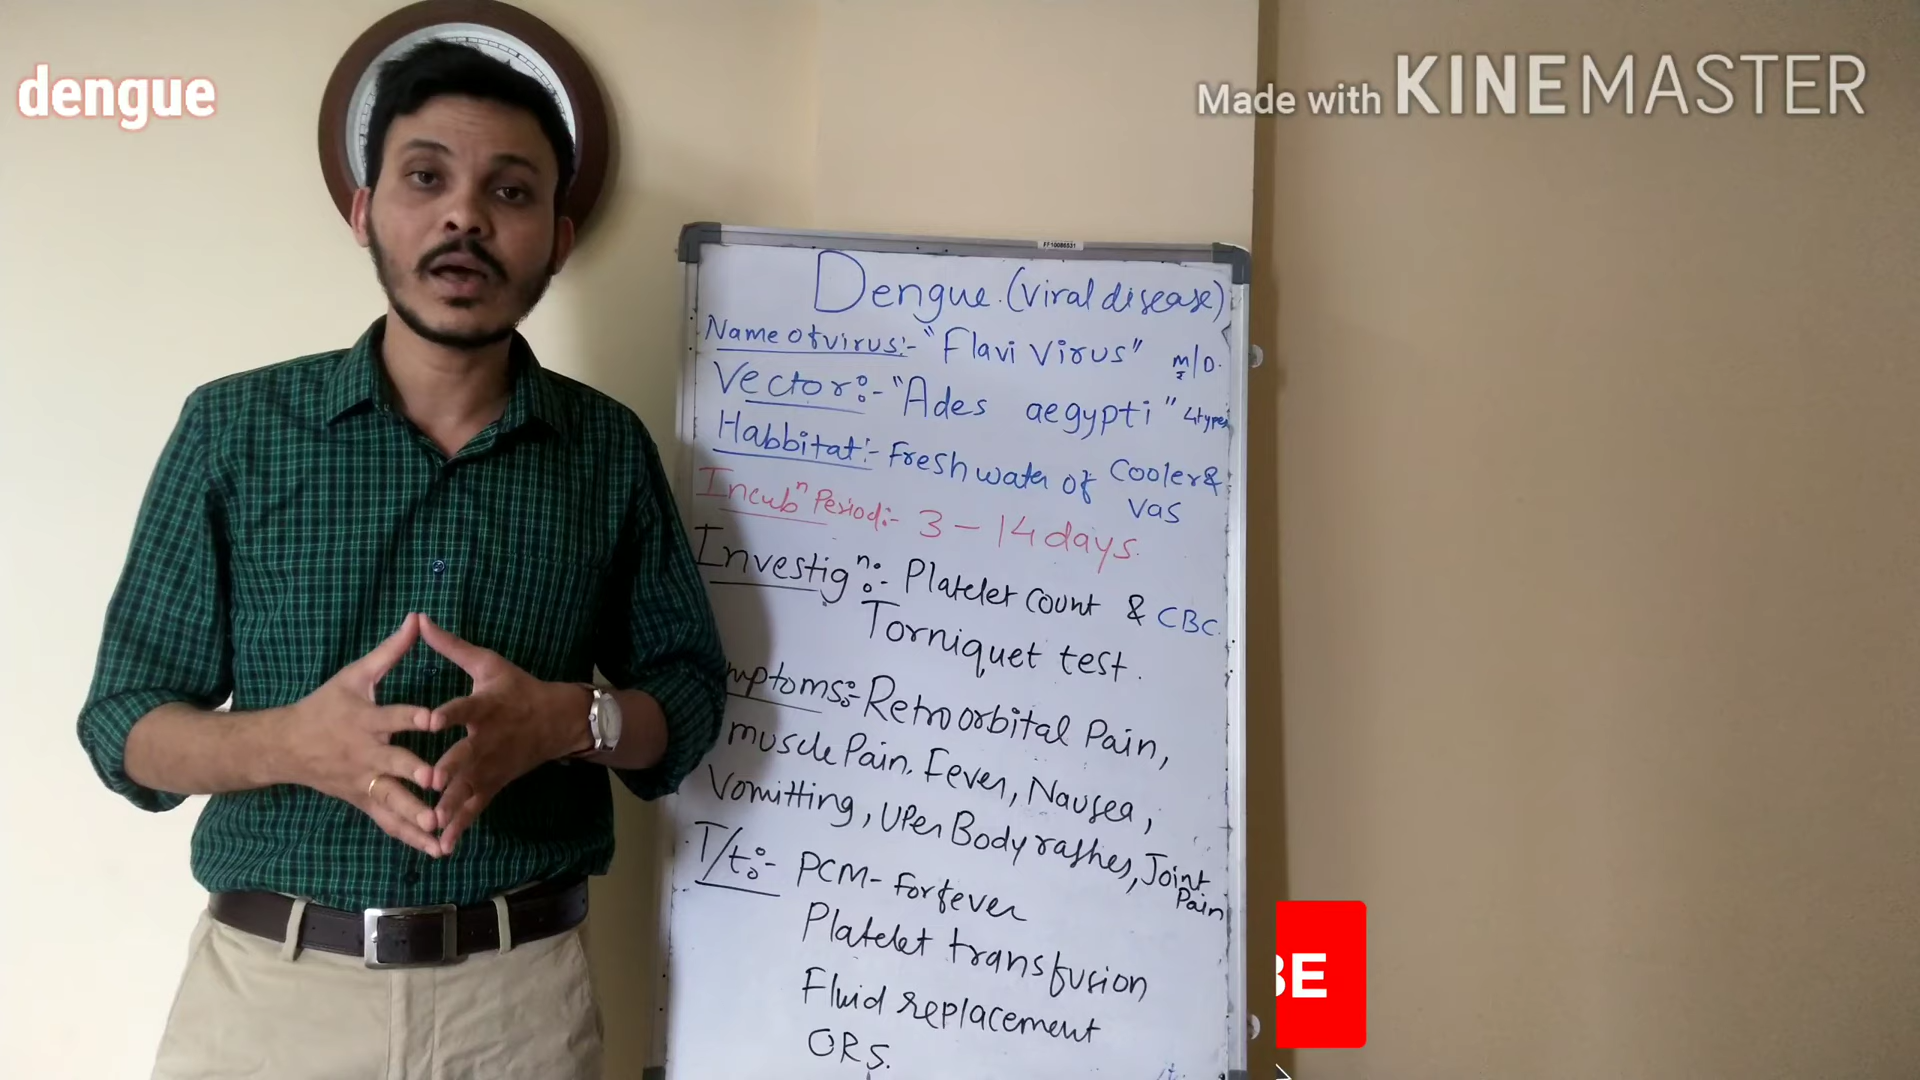 dengue
Made with KINEMASTER
FP10086531
Dengue. (viral disease)
Name of virus:- "Flavi Virus" m/D.
Vector:- "Ades aegypti" 4types
Habbitat:- Fresh water of Cooler &
Vas
Incubⁿ Period:- 3 - 14 days.
Investigⁿ:- Platelet count & CBC.
Torniquet test.
mptoms:- Retro orbital Pain,
muscle Pain, Fever, Nausea,
Vomitting, UPer Body rashes, Joint
Pain
T/t:- PCM - For fever
Platelet transfusion
Fluid replacement
ORS.
BE